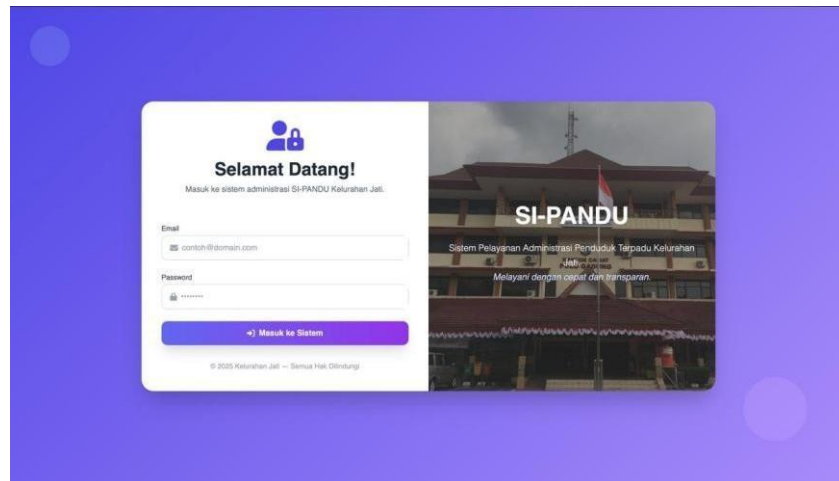 Selamat Datang!
Masuk ke sistem administrasi SI-PANDU Kelurahan Jati.
Email
contoh@domain.com
Password
Masuk ke Sistem
© 2025 Kelurahan Jati — Semua Hak Dilindungi
SI-PANDU
Sistem Pelayanan Administrasi Penduduk Terpadu Kelurahan
Jati
Melayani dengan cepat dan transparan.